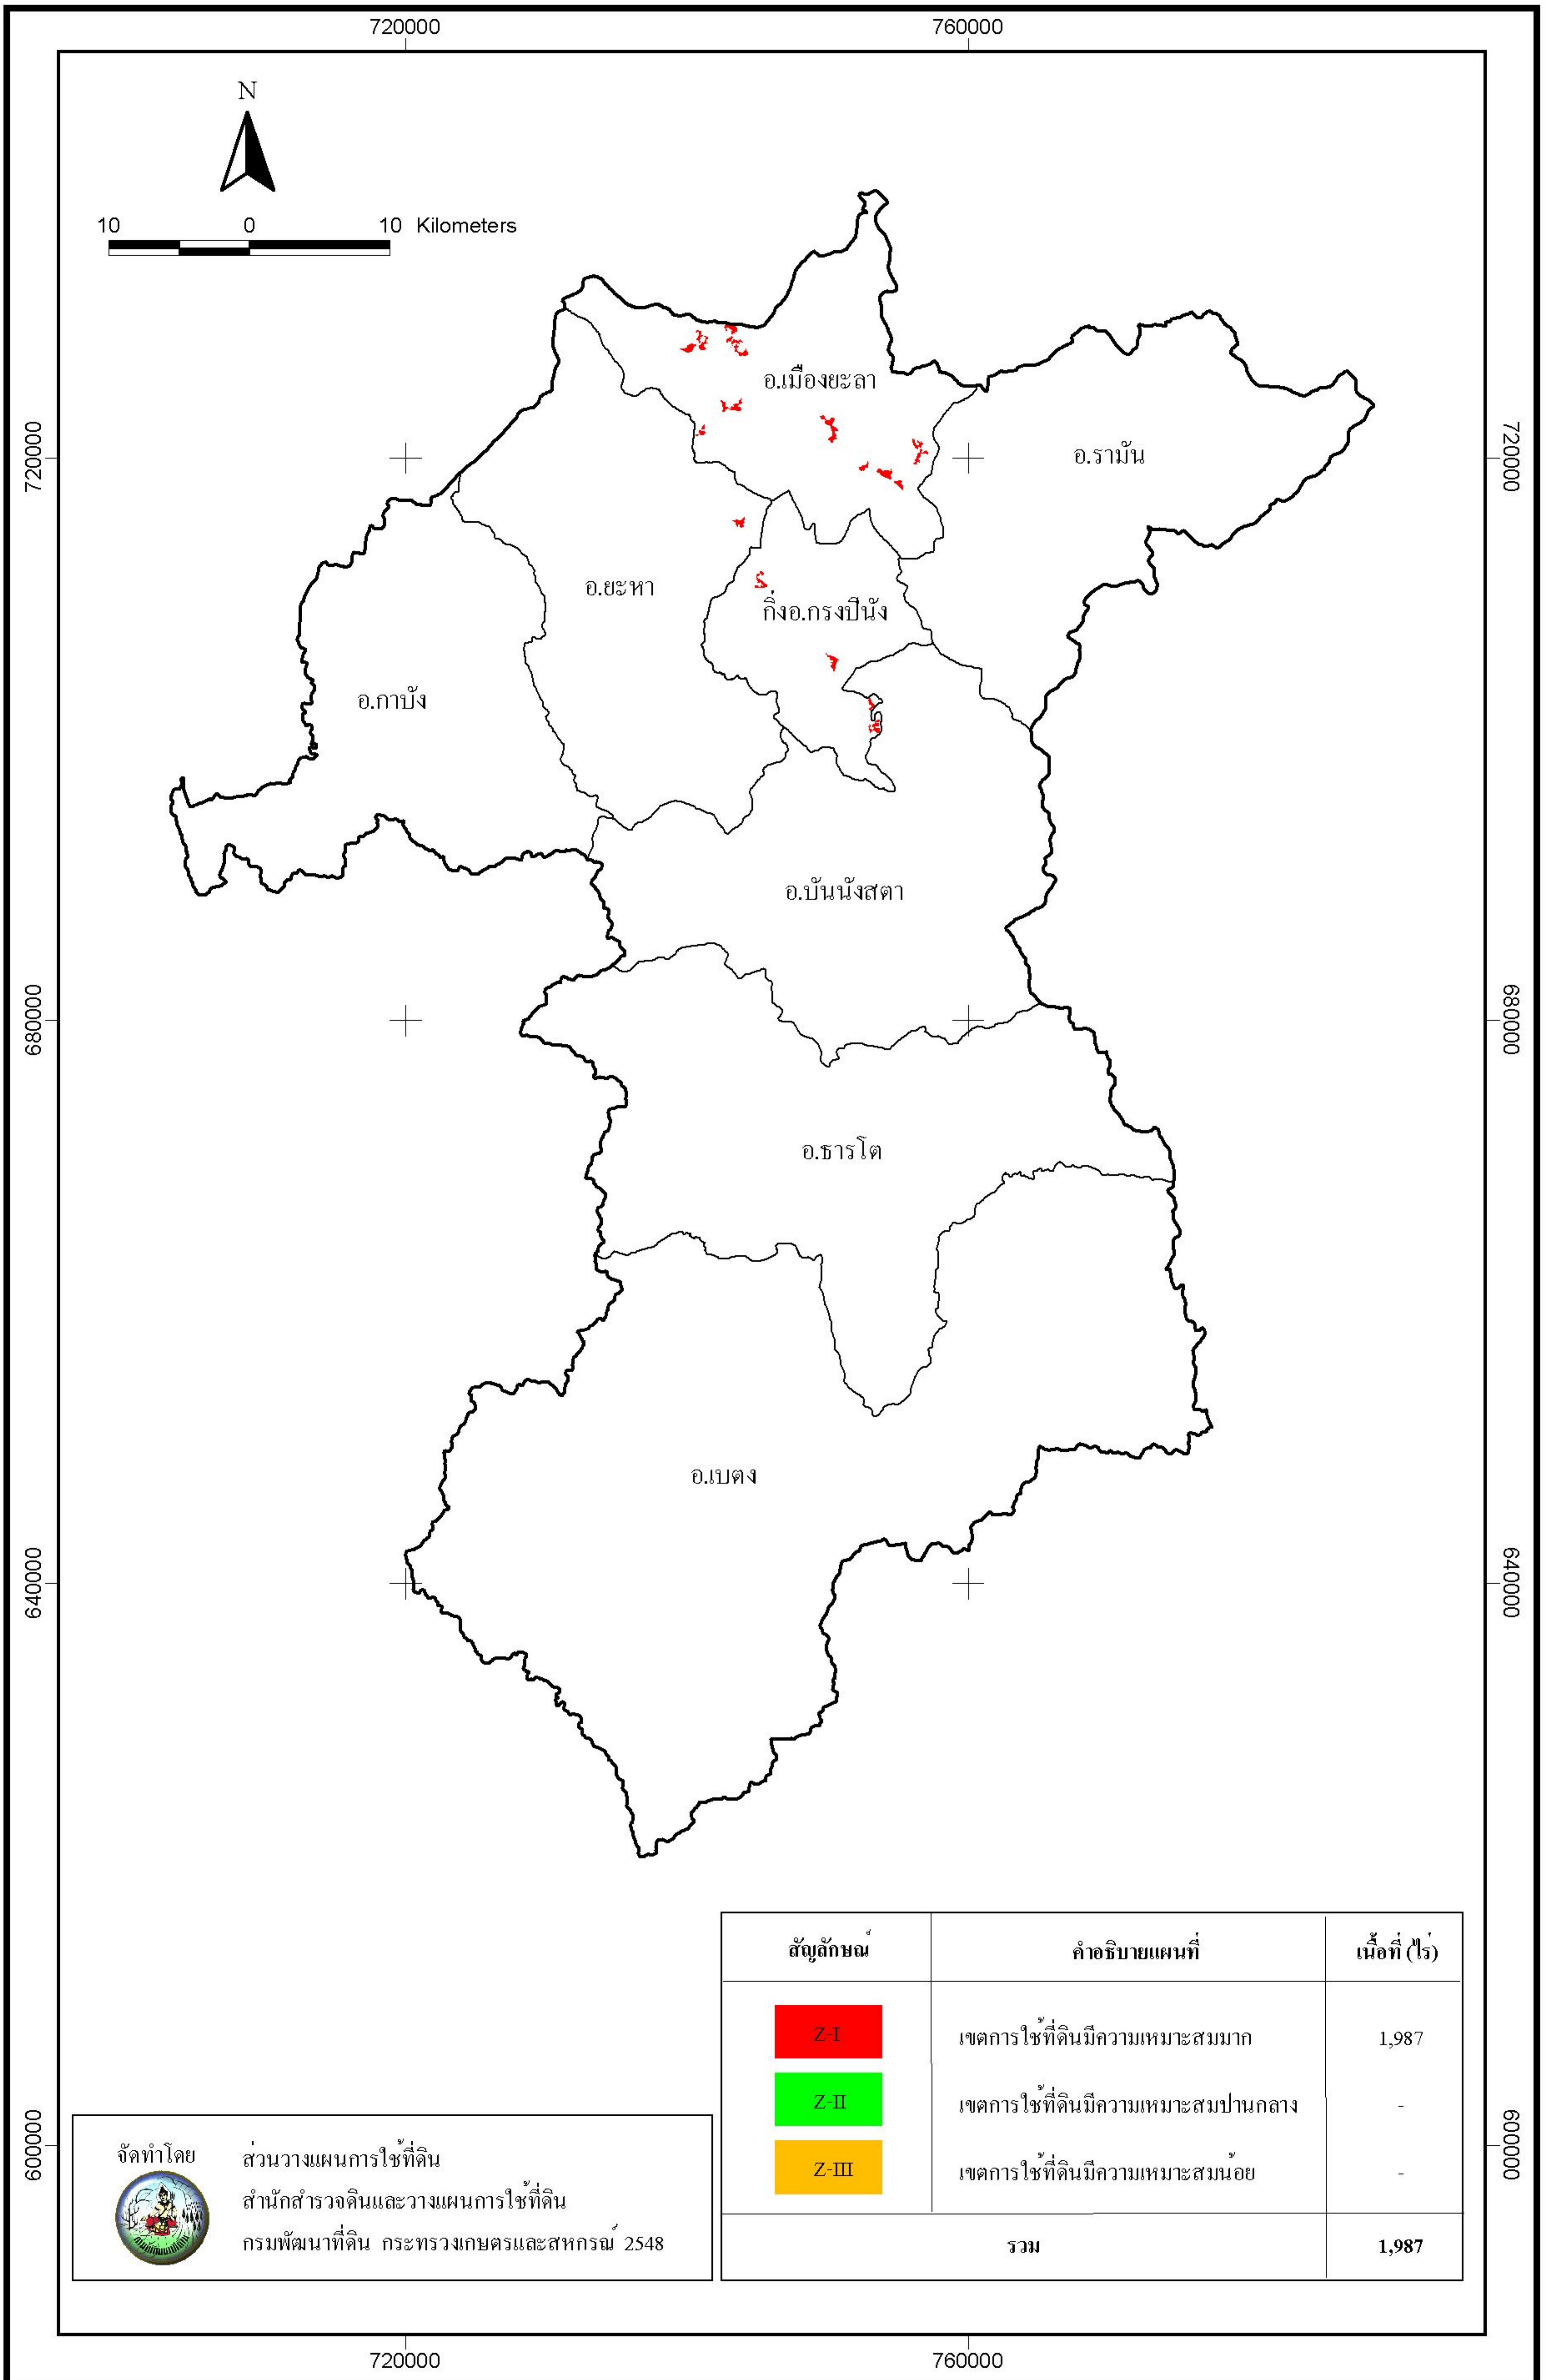 720000 760000
N
10 0 10 Kilometers
อ.เมืองยะลา
720000 อ.รามัน 720000
อ.ยะหา
กิ่งอ.กรงปินัง
อ.กาบัง
อ.บันนังสตา
680000 680000
อ.ธารโต
อ.เบตง
640000 640000
สัญลักษณ์ คำอธิบายแผนที่ เนื้อที่ (ไร่)
Z-I เขตการใช้ที่ดินมีความเหมาะสมมาก 1,987
Z-II เขตการใช้ที่ดินมีความเหมาะสมปานกลาง -
Z-III เขตการใช้ที่ดินมีความเหมาะสมน้อย -
รวม 1,987
600000 600000
จัดทำโดย ส่วนวางแผนการใช้ที่ดิน
สำนักสำรวจดินและวางแผนการใช้ที่ดิน
กรมพัฒนาที่ดิน กระทรวงเกษตรและสหกรณ์ 2548
กรมพัฒนาที่ดิน
720000 760000